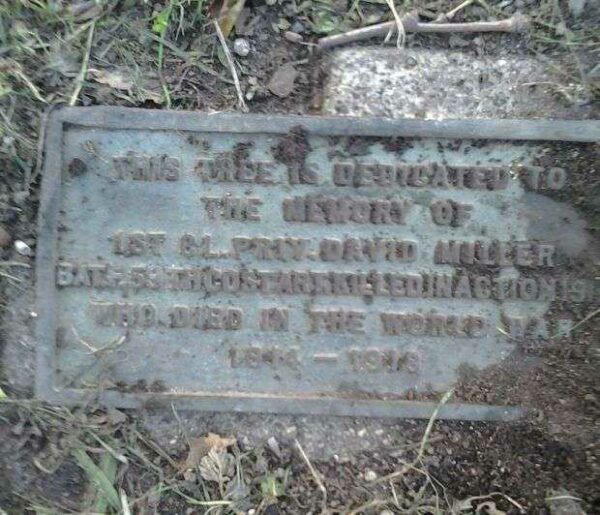 THIS TREE IS DEDICATED TO
THE MEMORY OF
1ST CL. PRIV. DAVID MILLER
KILLED IN ACTION
WHO DIED IN THE WORLD WAR
1914 - 1918